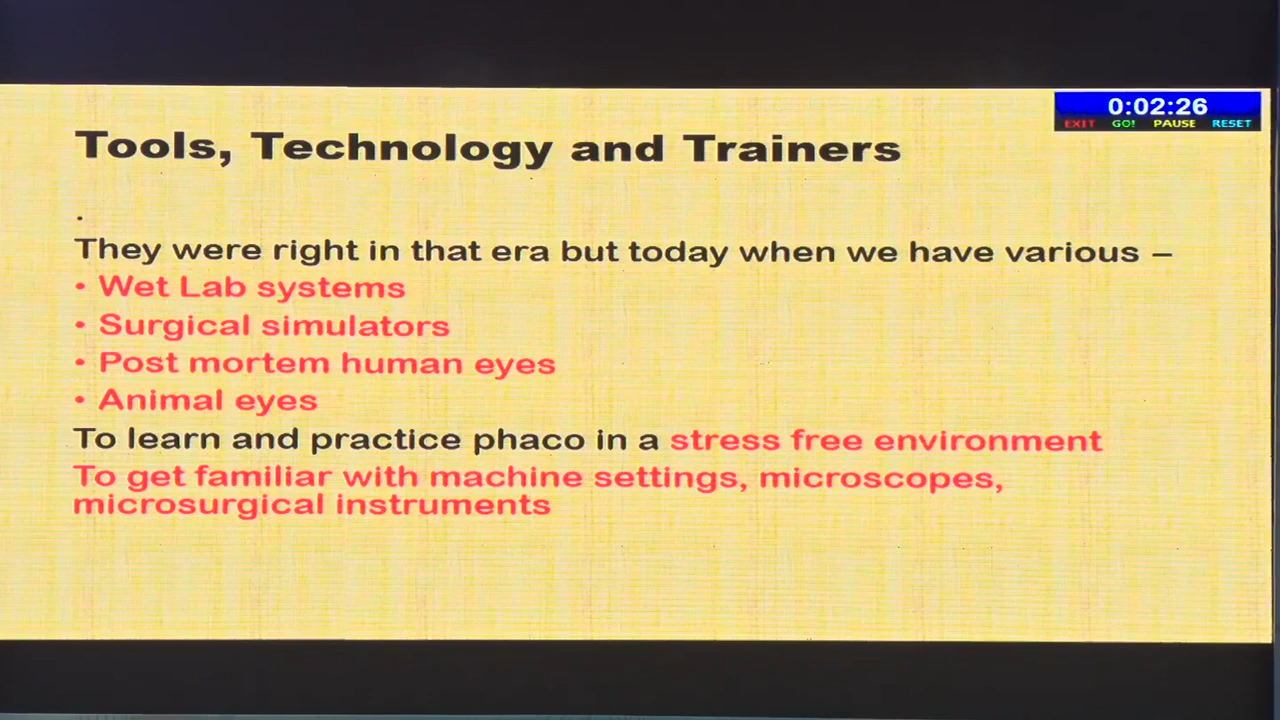 0:02:26
EXIT GO! PAUSE RESET
Tools, Technology and Trainers
.
They were right in that era but today when we have various –
• Wet Lab systems
• Surgical simulators
• Post mortem human eyes
• Animal eyes
To learn and practice phaco in a stress free environment
To get familiar with machine settings, microscopes,
microsurgical instruments